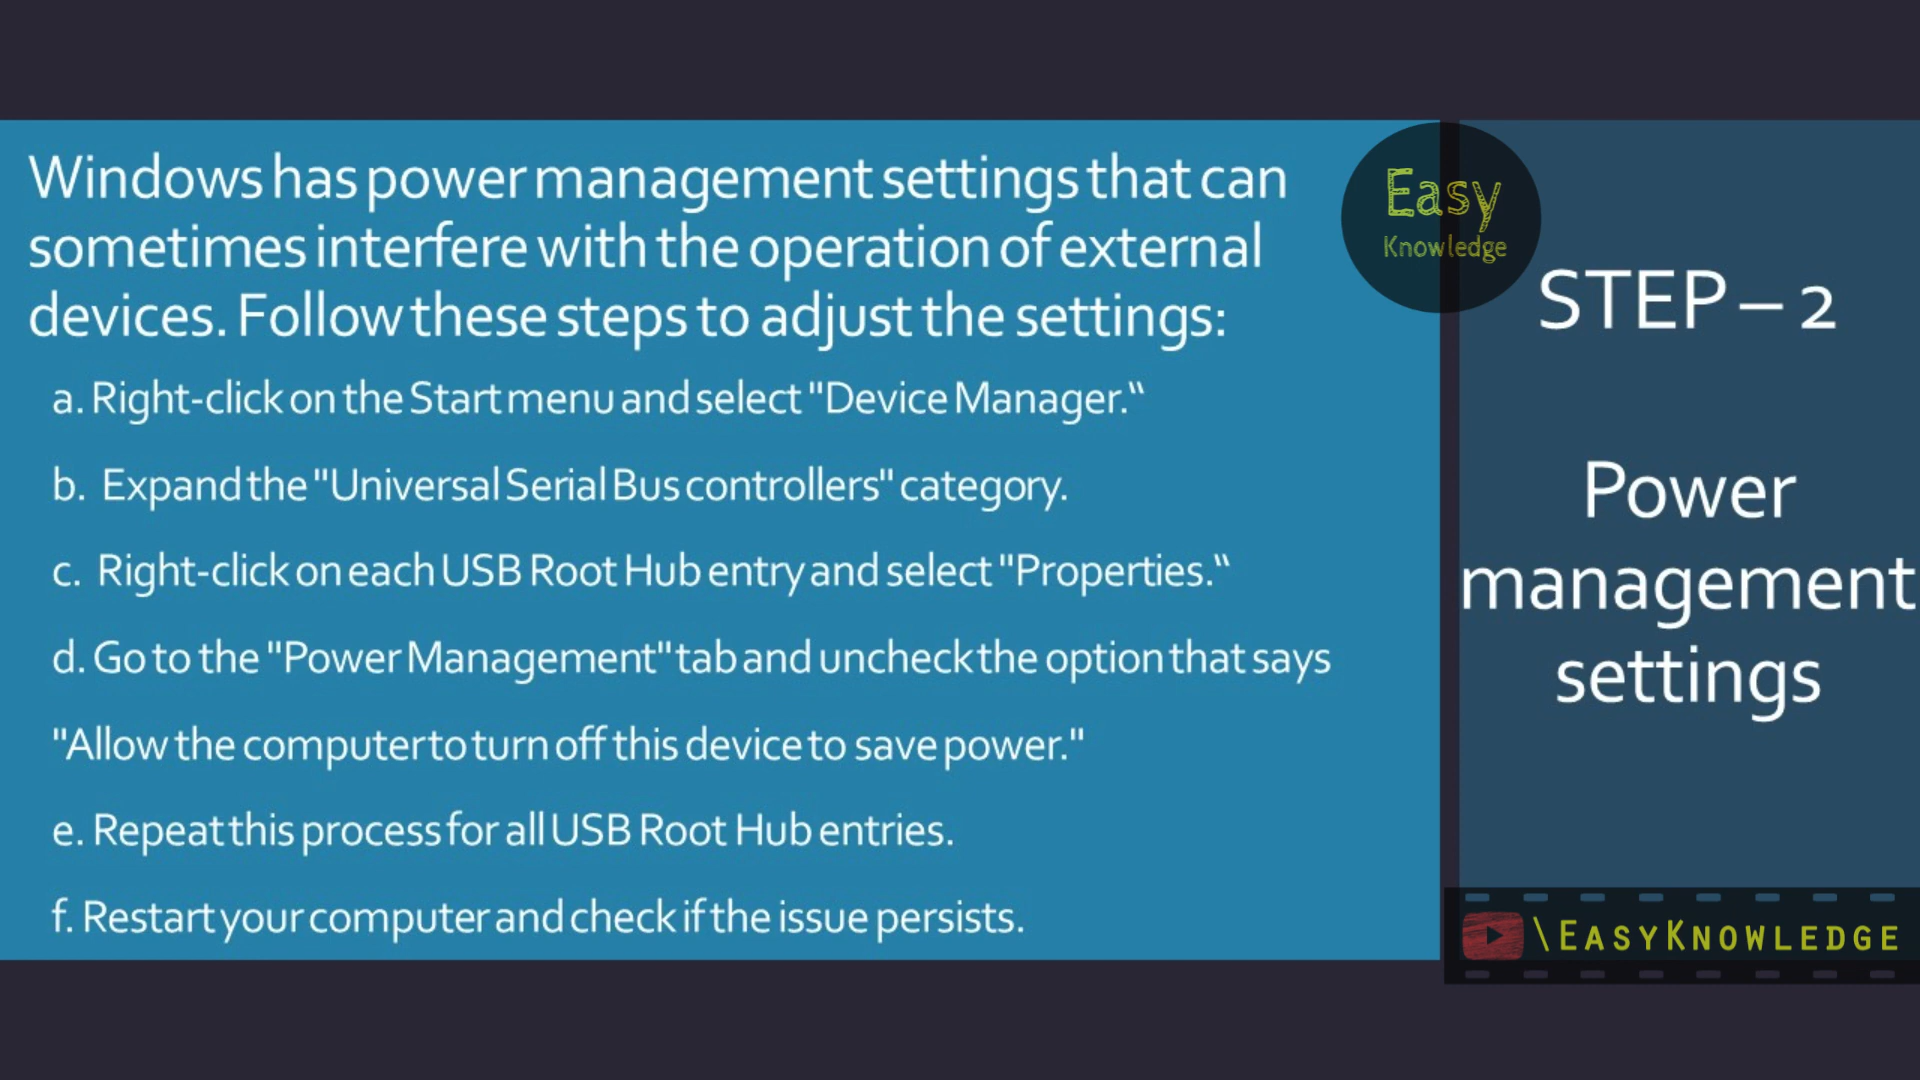 Windows has power management settings that can
sometimes interfere with the operation of external
devices. Follow these steps to adjust the settings:
a. Right-click on the Start menu and select "Device Manager.“
b. Expand the "Universal Serial Bus controllers" category.
c. Right-click on each USB Root Hub entry and select "Properties.“
d. Go to the "Power Management" tab and uncheck the option that says
"Allow the computer to turn off this device to save power."
e. Repeat this process for all USB Root Hub entries.
f. Restart your computer and check if the issue persists.
Easy
Knowledge
STEP – 2
Power
management
settings
\EASYKNOWLEDGE